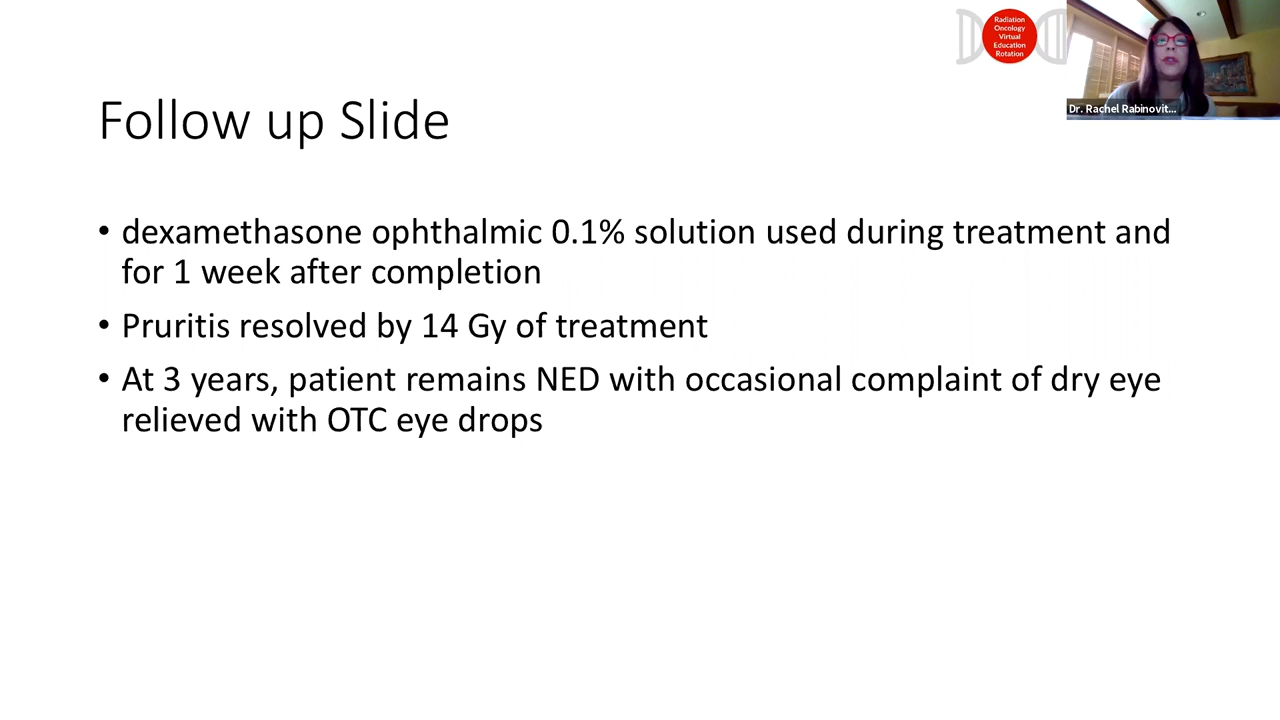 Radiation
Oncology
Virtual
Education
Rotation
Dr. Rachel Rabinovit...
Follow up Slide
• dexamethasone ophthalmic 0.1% solution used during treatment and
for 1 week after completion
• Pruritis resolved by 14 Gy of treatment
• At 3 years, patient remains NED with occasional complaint of dry eye
relieved with OTC eye drops